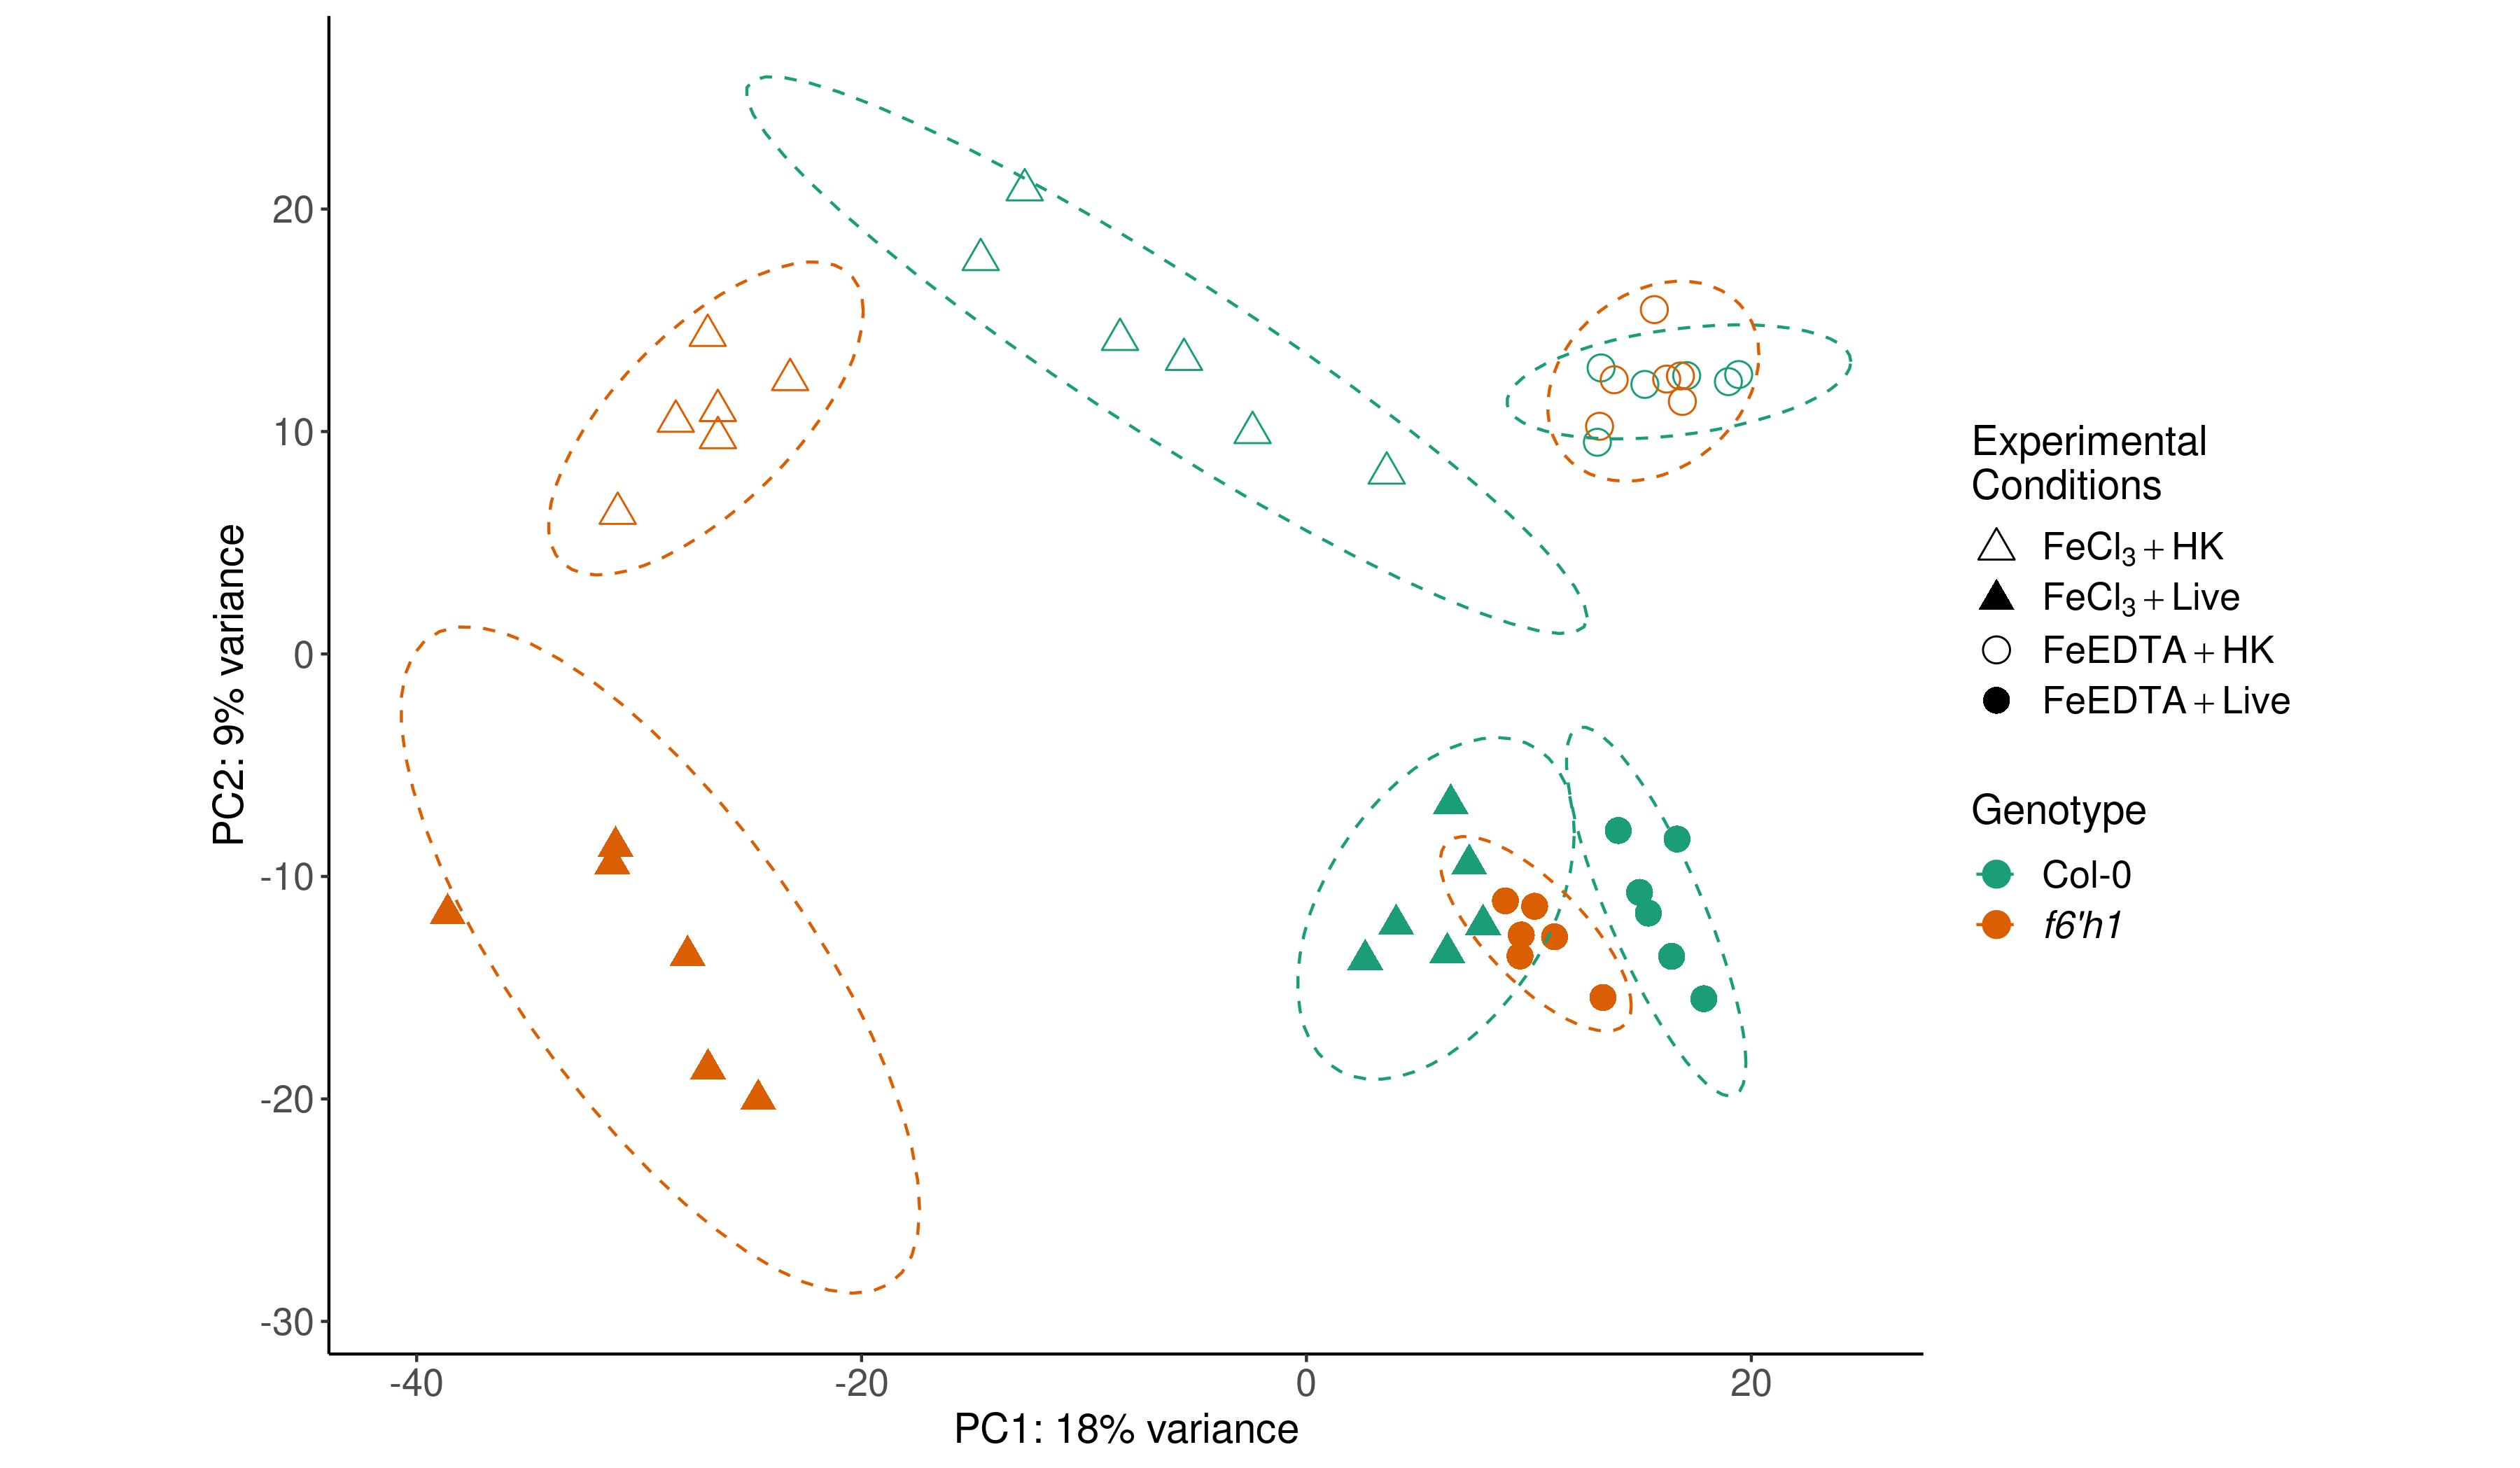 PC2: 9% variance
20
10
0
-10
-20
-30
-40
-20
0
20
PC1: 18% variance
Experimental
Conditions
FeCl₃ + HK
FeCl₃ + Live
FeEDTA + HK
FeEDTA + Live
Genotype
Col-0
f6'h1